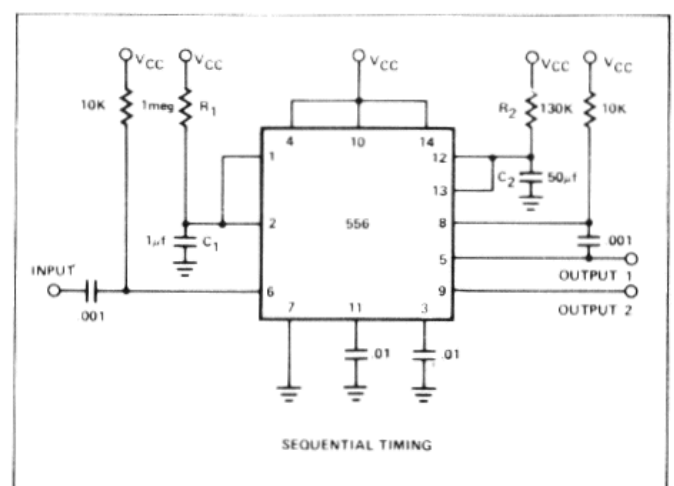 VCC VCC VCC VCC VCC
10K 1meg R1 R2 130K 10K
4 10 14
1 12
C2 50μf
13
2 556 8
1μf C1 .001
5
INPUT OUTPUT 1
6 9
7 11 3 OUTPUT 2
001
.01 .01
SEQUENTIAL TIMING